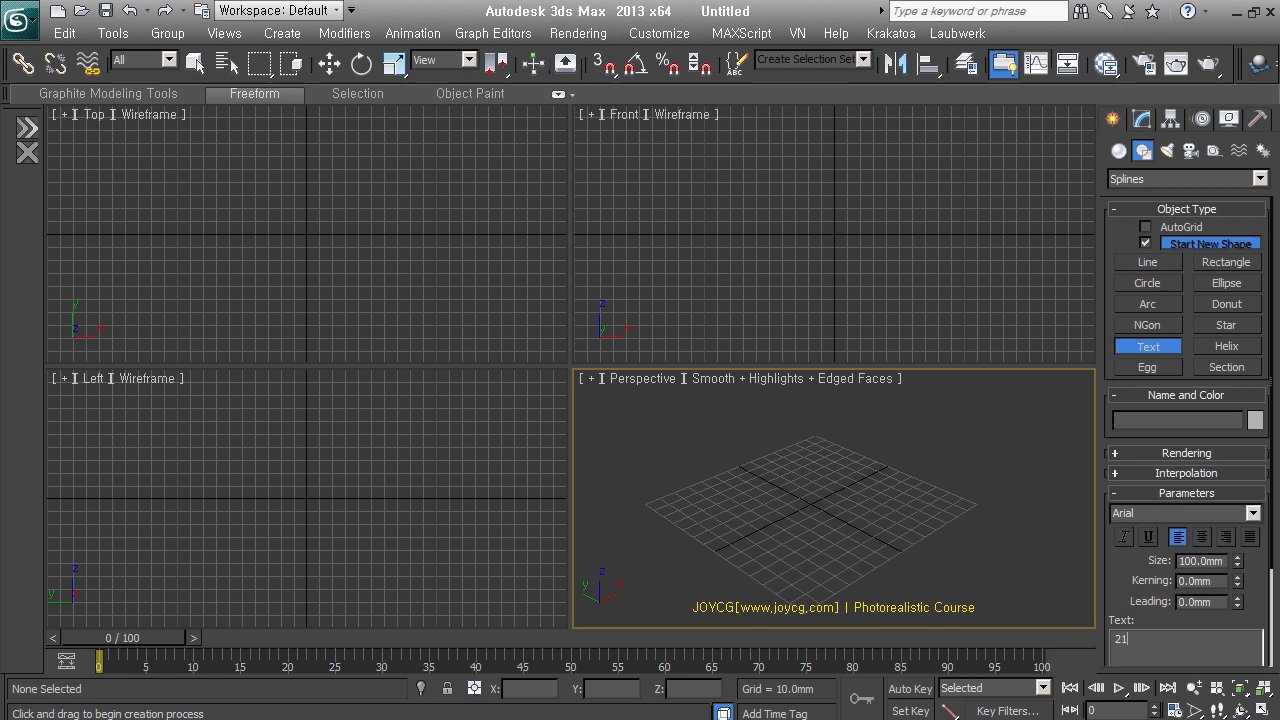 Workspace: Default
Autodesk 3ds Max 2013 x64 Untitled
Type a keyword or phrase
Edit Tools Group Views Create Modifiers Animation Graph Editors Rendering Customize MAXScript VN Help Krakatoa Laubwerk
All
View
3
%
ABC
Create Selection Set
Graphite Modeling Tools Freeform Selection Object Paint
[ + ] Top ] Wireframe ]
[ + ] Front ] Wireframe ]
y
z x
z
y x
[ + ] Left ] Wireframe ]
[ + ] Perspective ] Smooth + Highlights + Edged Faces ]
z
y x
z
y x
JOYCG[www.joycg.com] | Photorealistic Course
Splines
- Object Type
AutoGrid
Start New Shape
Line Rectangle
Circle Ellipse
Arc Donut
NGon Star
Text Helix
Egg Section
- Name and Color
+ Rendering
+ Interpolation
- Parameters
Arial
I U
Size: 100.0mm
Kerning: 0.0mm
Leading: 0.0mm
Text:
21
< 0 / 100 >
0 5 10 15 20 25 30 35 40 45 50 55 60 65 70 75 80 85 90 95 100
None Selected
X: Y: Z:
Grid = 10.0mm
Auto Key
Selected
Click and drag to begin creation process
Add Time Tag
Set Key
Key Filters...
0